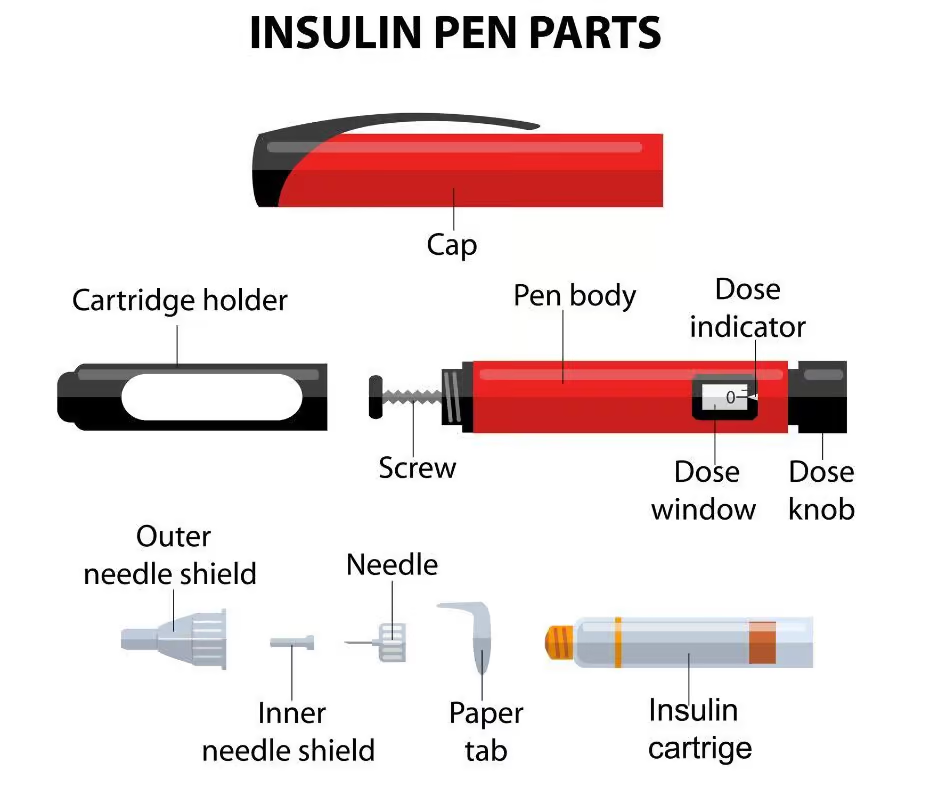 INSULIN PEN PARTS
Cap
Cartridge holder
Pen body
Dose
indicator
0
Screw
Dose
window
Dose
knob
Outer
needle shield
Needle
Inner
needle shield
Paper
tab
Insulin
cartrige